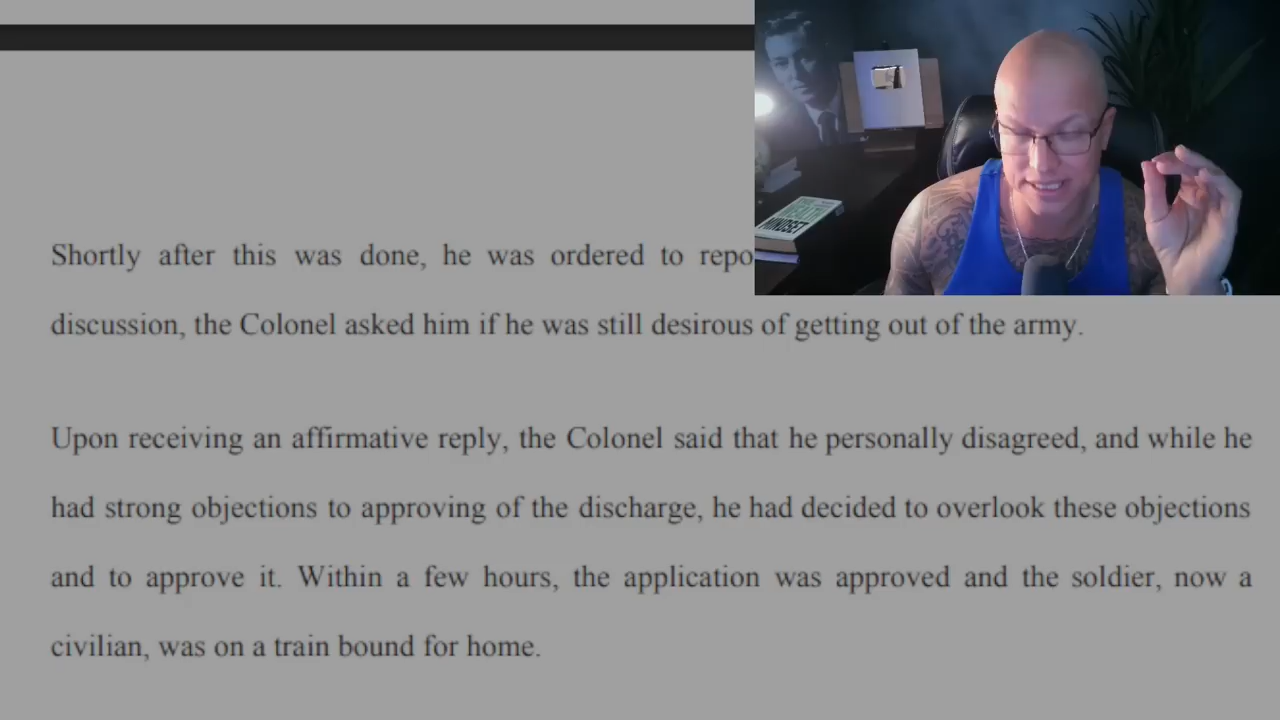 MINDSET
Shortly after this was done, he was ordered to repo
discussion, the Colonel asked him if he was still desirous of getting out of the army.
Upon receiving an affirmative reply, the Colonel said that he personally disagreed, and while he
had strong objections to approving of the discharge, he had decided to overlook these objections
and to approve it. Within a few hours, the application was approved and the soldier, now a
civilian, was on a train bound for home.